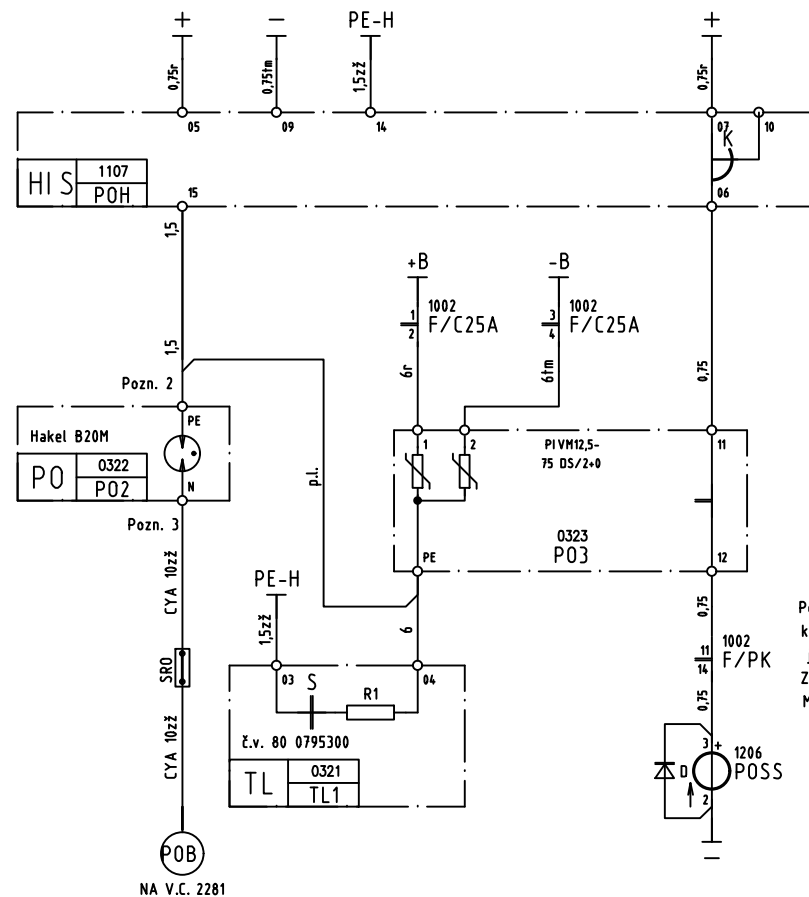 +
−
PE-H
+
0,75r
0,75tm
1,5zž
0,75r
05
09
14
07
10
K
HIS
1107
POH
15
06
1,5
+B
-B
1
2
1002
F/C25A
3
4
1002
F/C25A
1,5
6r
6tm
0,75
Pozn. 2
PE
Hakel B20M
PO
0322
PO2
N
Pozn. 3
1
2
PIVM12,5-
75 DS/2+0
11
p.l.
0323
PO3
PE
12
CYA 10zž
PE-H
1,5zž
6
0,75
11
14
1002
F/PK
SRO
03
S
R1
04
0,75
č.v. 80 0795300
CYA 10zž
TL
0321
TL1
3
+
D
2
1206
POSS
−
POB
NA V.C. 2281